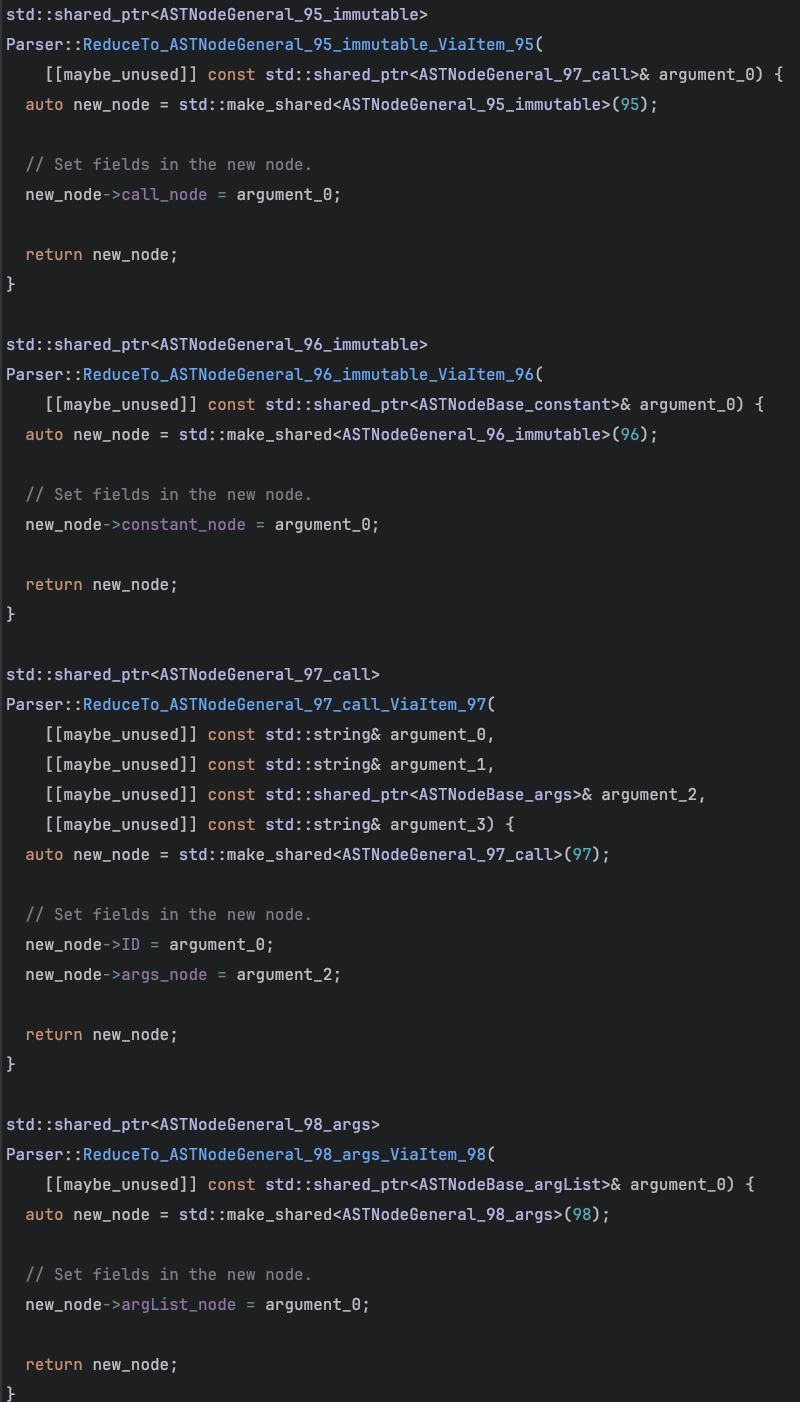 std::shared_ptr<ASTNodeGeneral_95_immutable>
Parser::ReduceTo_ASTNodeGeneral_95_immutable_ViaItem_95(
    [[maybe_unused]] const std::shared_ptr<ASTNodeGeneral_97_call>& argument_0) {
  auto new_node = std::make_shared<ASTNodeGeneral_95_immutable>(95);

  // Set fields in the new node.
  new_node->call_node = argument_0;

  return new_node;
}

std::shared_ptr<ASTNodeGeneral_96_immutable>
Parser::ReduceTo_ASTNodeGeneral_96_immutable_ViaItem_96(
    [[maybe_unused]] const std::shared_ptr<ASTNodeBase_constant>& argument_0) {
  auto new_node = std::make_shared<ASTNodeGeneral_96_immutable>(96);

  // Set fields in the new node.
  new_node->constant_node = argument_0;

  return new_node;
}

std::shared_ptr<ASTNodeGeneral_97_call>
Parser::ReduceTo_ASTNodeGeneral_97_call_ViaItem_97(
    [[maybe_unused]] const std::string& argument_0,
    [[maybe_unused]] const std::string& argument_1,
    [[maybe_unused]] const std::shared_ptr<ASTNodeBase_args>& argument_2,
    [[maybe_unused]] const std::string& argument_3) {
  auto new_node = std::make_shared<ASTNodeGeneral_97_call>(97);

  // Set fields in the new node.
  new_node->ID = argument_0;
  new_node->args_node = argument_2;

  return new_node;
}

std::shared_ptr<ASTNodeGeneral_98_args>
Parser::ReduceTo_ASTNodeGeneral_98_args_ViaItem_98(
    [[maybe_unused]] const std::shared_ptr<ASTNodeBase_argList>& argument_0) {
  auto new_node = std::make_shared<ASTNodeGeneral_98_args>(98);

  // Set fields in the new node.
  new_node->argList_node = argument_0;

  return new_node;
}